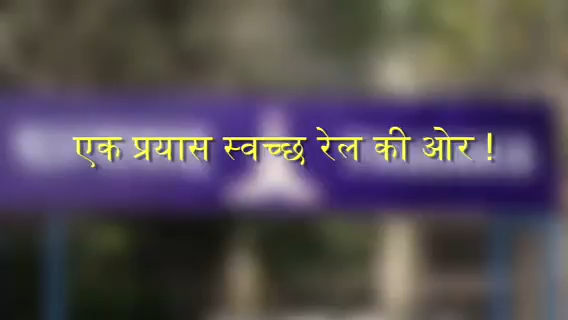 एक प्रयास स्वच्छ रेल की ओर !